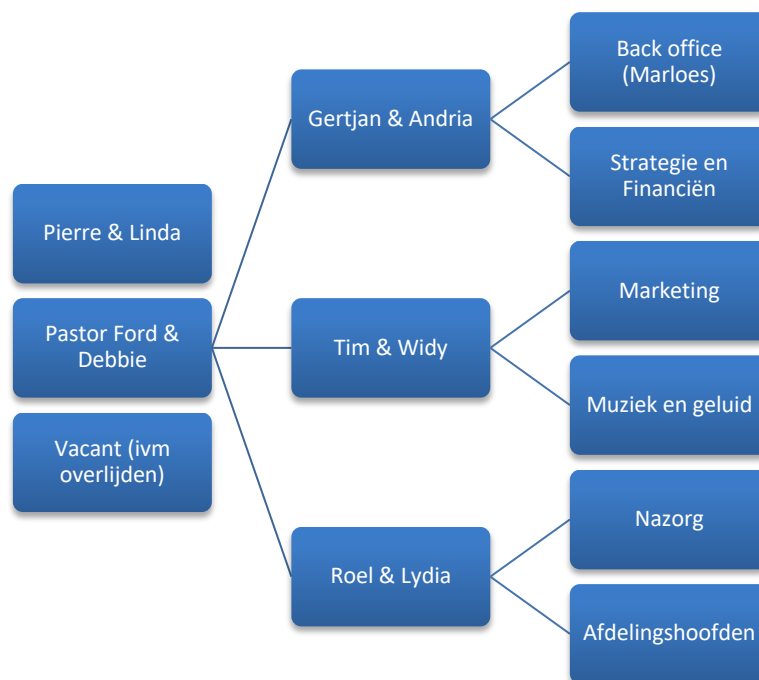 Pierre & Linda
Pastor Ford &
Debbie
Vacant (ivm
overlijden)
Gertjan & Andria
Tim & Widy
Roel & Lydia
Back office
(Marloes)
Strategie en
Financiën
Marketing
Muziek en geluid
Nazorg
Afdelingshoofden